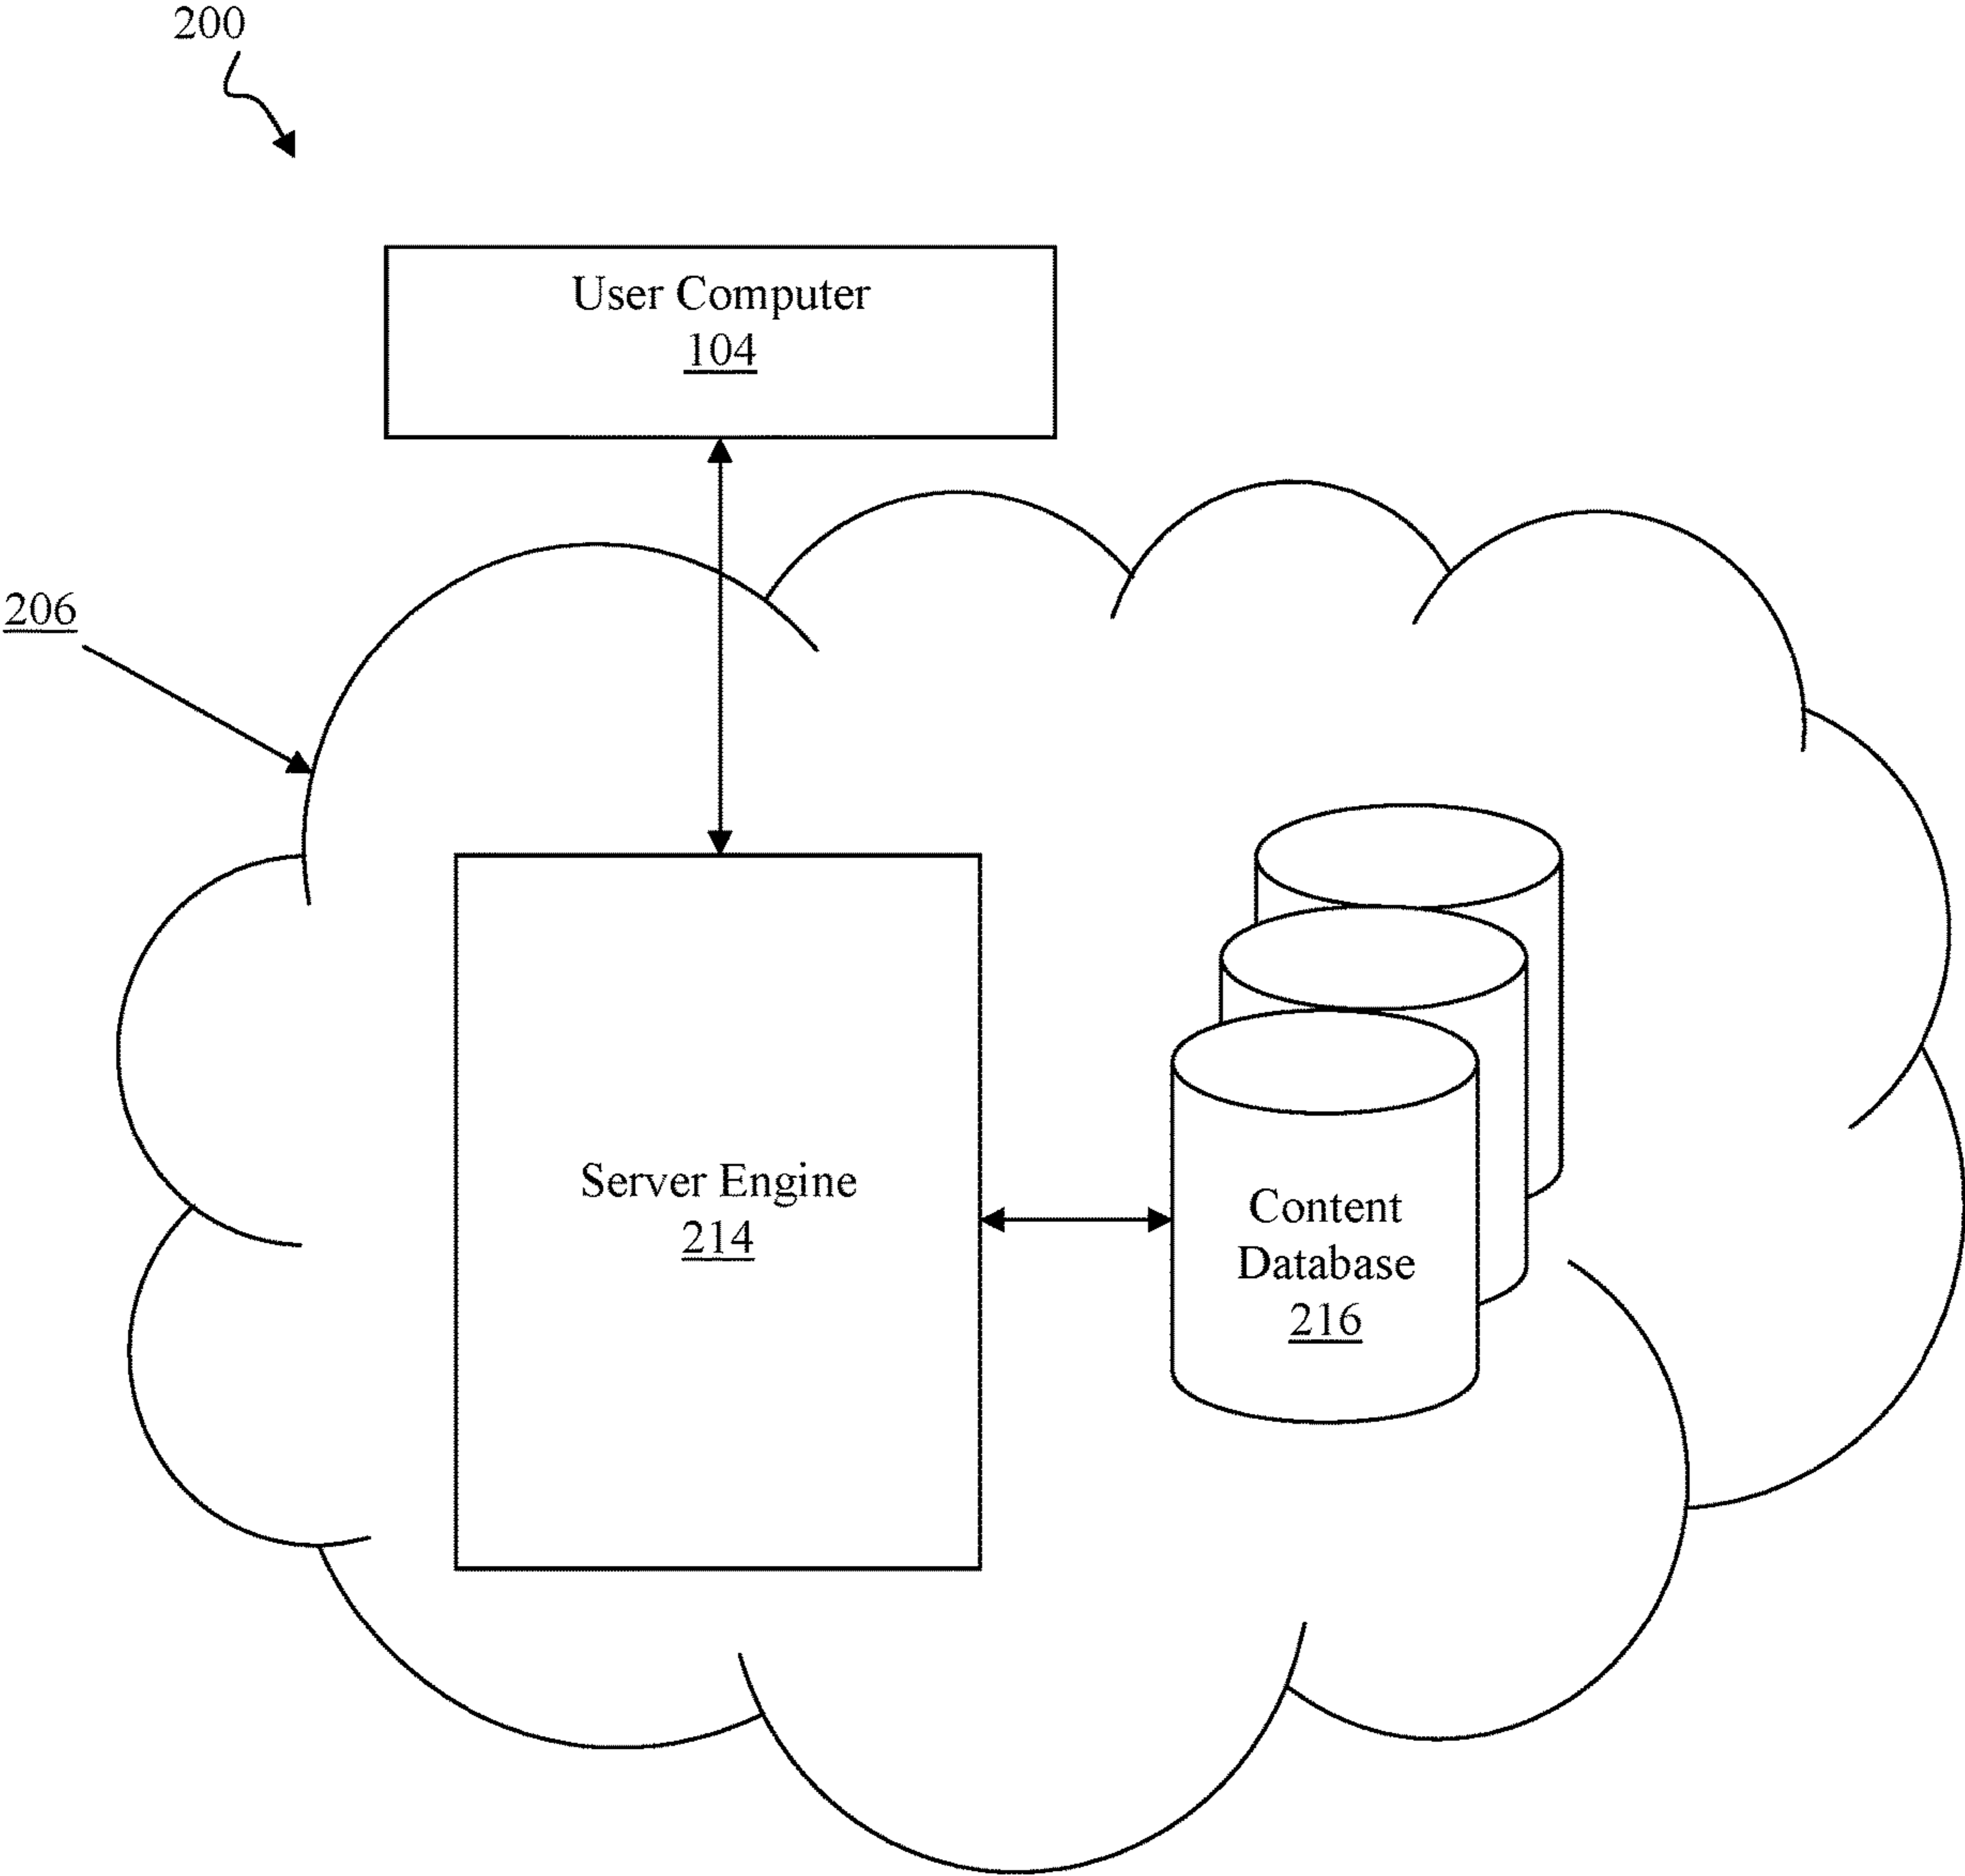 200
User Computer
104
206
Server Engine
214
Content
Database
216